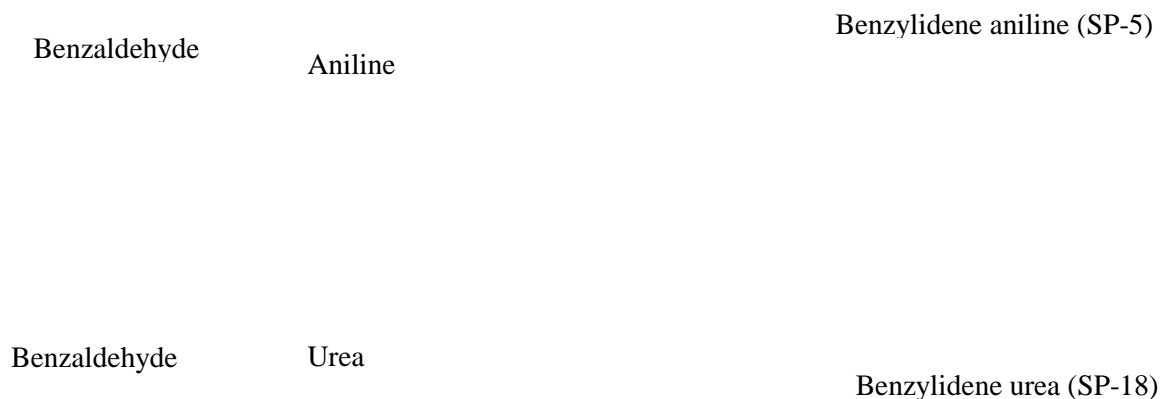 Benzylidene aniline (SP-5)
Benzaldehyde
Aniline
Benzaldehyde
Urea
Benzylidene urea (SP-18)